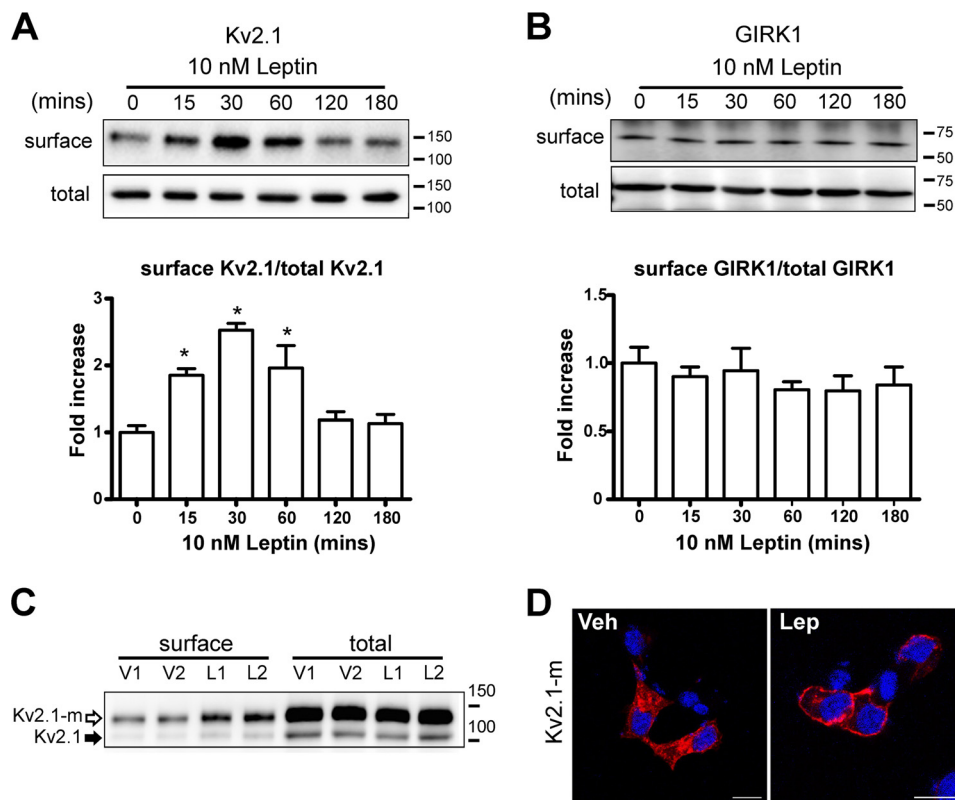 A
Kv2.1
10 nM Leptin
(mins) 0 15 30 60 120 180
surface
150
100
total
150
100
surface Kv2.1/total Kv2.1
Fold increase
3
2
1
0
* * *
0 15 30 60 120 180
10 nM Leptin (mins)
B
GIRK1
10 nM Leptin
(mins) 0 15 30 60 120 180
surface
75
50
total
75
50
surface GIRK1/total GIRK1
Fold increase
1.5
1.0
0.5
0
0 15 30 60 120 180
10 nM Leptin (mins)
C
surface total
V1 V2 L1 L2 V1 V2 L1 L2
Kv2.1-m
Kv2.1
150
100
D
Kv2.1-m
Veh
Lep